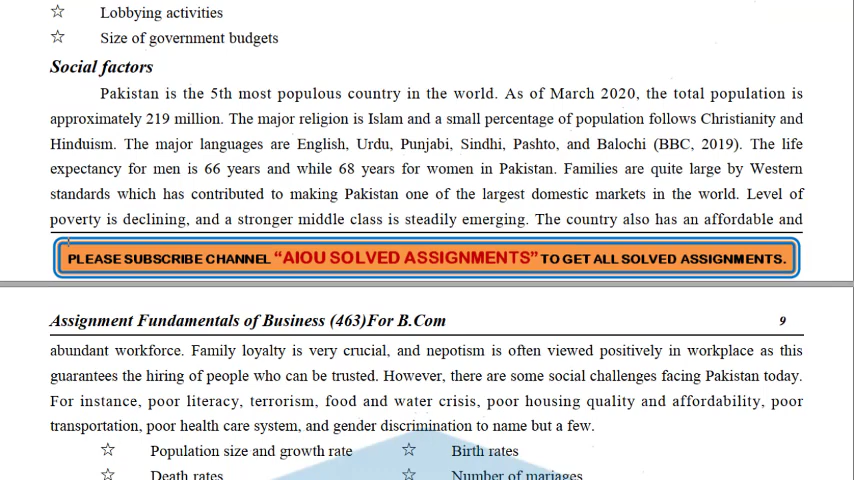 ☆ Lobbying activities
☆ Size of government budgets
Social factors
Pakistan is the 5th most populous country in the world. As of March 2020, the total population is
approximately 219 million. The major religion is Islam and a small percentage of population follows Christianity and
Hinduism. The major languages are English, Urdu, Punjabi, Sindhi, Pashto, and Balochi (BBC, 2019). The life
expectancy for men is 66 years and while 68 years for women in Pakistan. Families are quite large by Western
standards which has contributed to making Pakistan one of the largest domestic markets in the world. Level of
poverty is declining, and a stronger middle class is steadily emerging. The country also has an affordable and
PLEASE SUBSCRIBE CHANNEL "AIOU SOLVED ASSIGNMENTS" TO GET ALL SOLVED ASSIGNMENTS.
Assignment Fundamentals of Business (463)For B.Com 9
abundant workforce. Family loyalty is very crucial, and nepotism is often viewed positively in workplace as this
guarantees the hiring of people who can be trusted. However, there are some social challenges facing Pakistan today.
For instance, poor literacy, terrorism, food and water crisis, poor housing quality and affordability, poor
transportation, poor health care system, and gender discrimination to name but a few.
☆ Population size and growth rate ☆ Birth rates
☆ Death rates ☆ Number of mariages